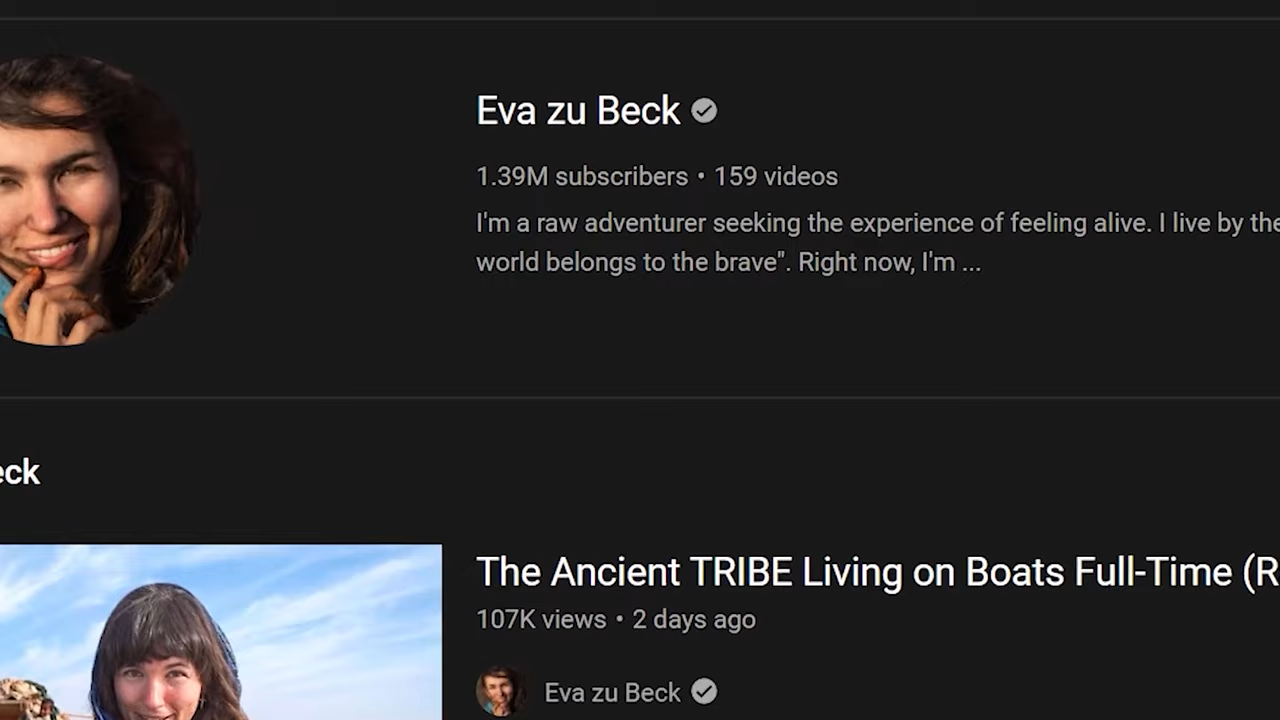 Eva zu Beck
1.39M subscribers • 159 videos
I'm a raw adventurer seeking the experience of feeling alive. I live by the
world belongs to the brave". Right now, I'm ...
eck
The Ancient TRIBE Living on Boats Full-Time (R
107K views • 2 days ago
Eva zu Beck